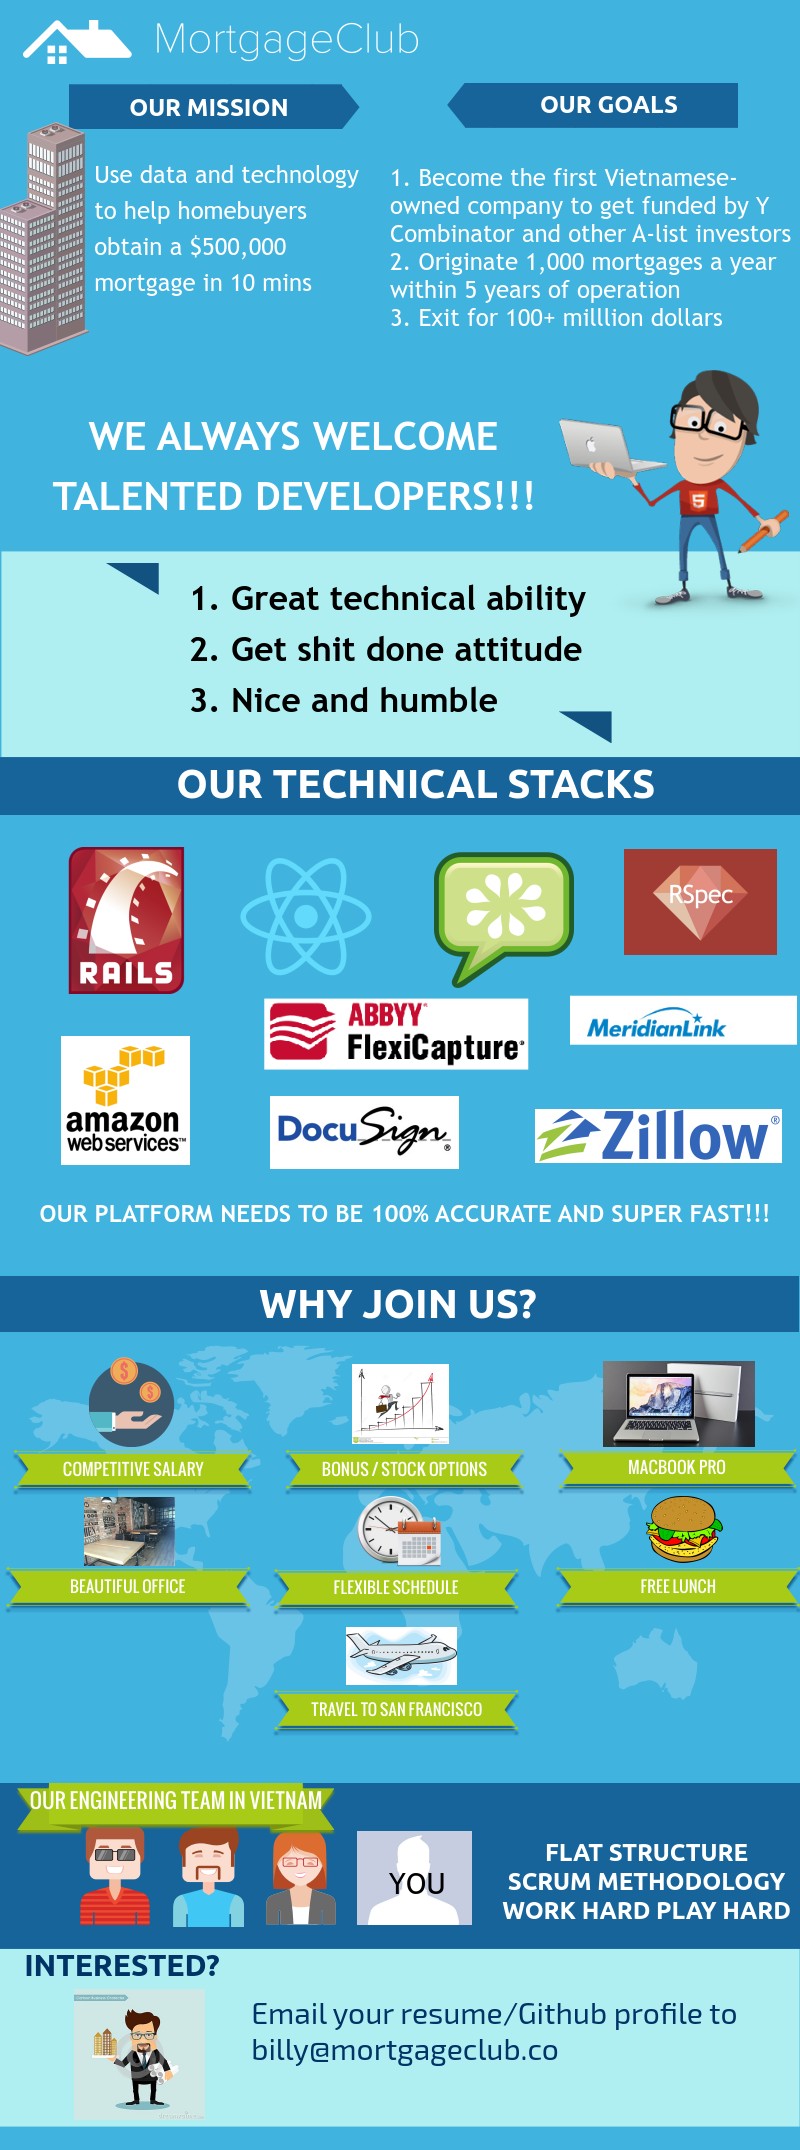 MortgageClub
OUR MISSION
Use data and technology
to help homebuyers
obtain a $500,000
mortgage in 10 mins
OUR GOALS
1. Become the first Vietnamese-
owned company to get funded by Y
Combinator and other A-list investors
2. Originate 1,000 mortgages a year
within 5 years of operation
3. Exit for 100+ milllion dollars
WE ALWAYS WELCOME
TALENTED DEVELOPERS!!!
5
1. Great technical ability
2. Get shit done attitude
3. Nice and humble
OUR TECHNICAL STACKS
RAILS
RSpec
ABBYY®
FlexiCapture®
MeridianLink
amazon
web services™
DocuSign®
Zillow®
OUR PLATFORM NEEDS TO BE 100% ACCURATE AND SUPER FAST!!!
WHY JOIN US?
$
$
COMPETITIVE SALARY
BONUS / STOCK OPTIONS
MACBOOK PRO
BEAUTIFUL OFFICE
FLEXIBLE SCHEDULE
FREE LUNCH
TRAVEL TO SAN FRANCISCO
OUR ENGINEERING TEAM IN VIETNAM
YOU
FLAT STRUCTURE
SCRUM METHODOLOGY
WORK HARD PLAY HARD
INTERESTED?
Email your resume/Github profile to
billy@mortgageclub.co